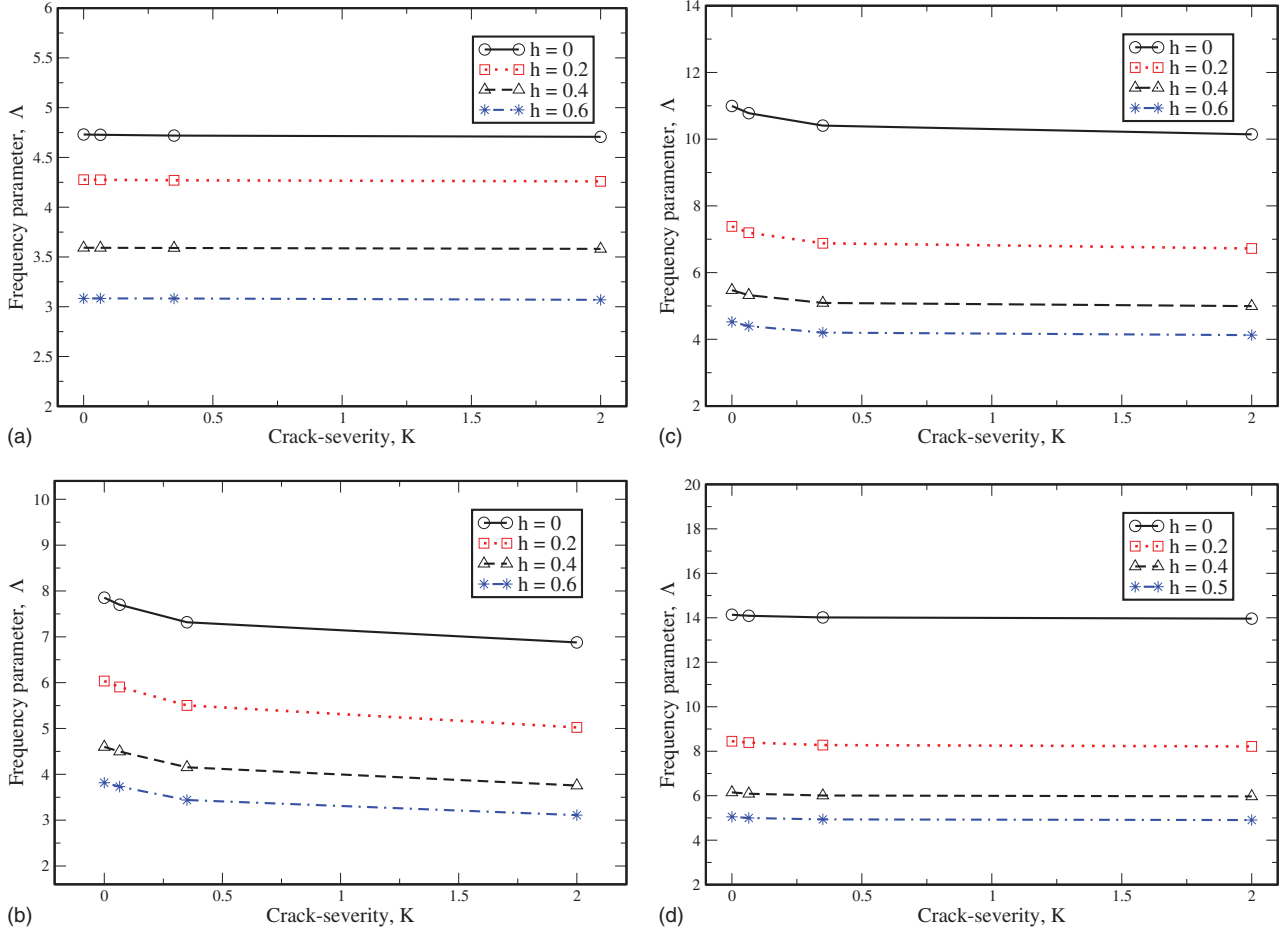 6
5.5
5
4.5
4
3.5
3
2.5
2
0
0.5
1
1.5
2
Frequency parameter, Λ
Crack-severity, K
h = 0
h = 0.2
h = 0.4
h = 0.6
(a)
14
12
10
8
6
4
2
0
0.5
1
1.5
2
Frequency paramenter, Λ
Crack-severity, K
h = 0
h = 0.2
h = 0.4
h = 0.6
(c)
10
9
8
7
6
5
4
3
2
0
0.5
1
1.5
2
Frequency parameter, Λ
Crack-severity, K
h = 0
h = 0.2
h = 0.4
h = 0.6
(b)
20
18
16
14
12
10
8
6
4
2
0
0.5
1
1.5
2
Frequency parameter, Λ
Crack-severity, K
h = 0
h = 0.2
h = 0.4
h = 0.5
(d)